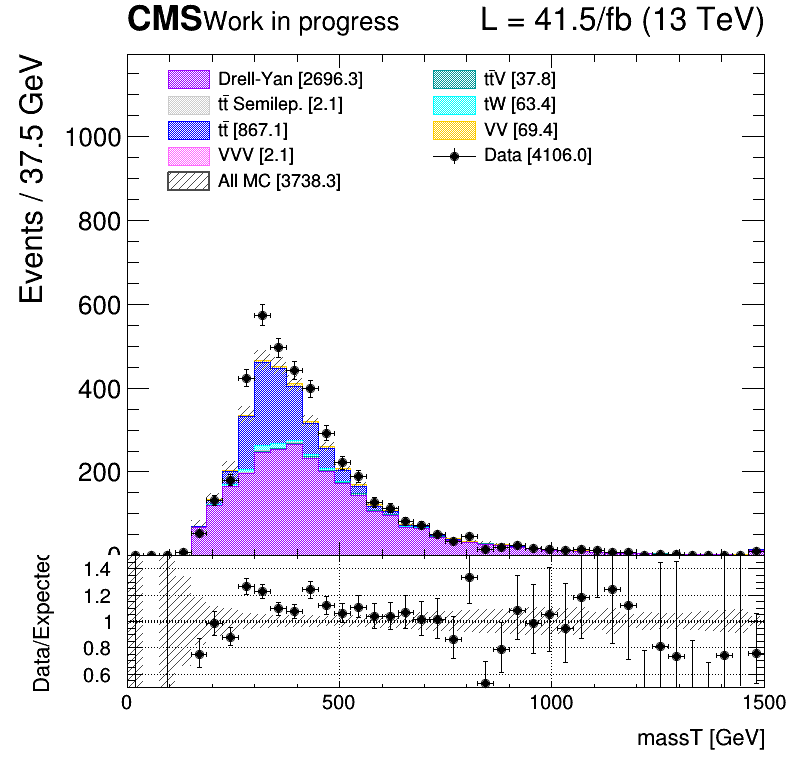 CMS Work in progress L = 41.5/fb (13 TeV)
Events / 37.5 GeV
Drell-Yan [2696.3]
tt̄ Semilep. [2.1]
tt̄ [867.1]
VVV [2.1]
All MC [3738.3]
tt̄V [37.8]
tW [63.4]
VV [69.4]
Data [4106.0]
1000
800
600
400
200
0
Data/Expected
1.4
1.2
1
0.8
0.6
0 500 1000 1500
massT [GeV]